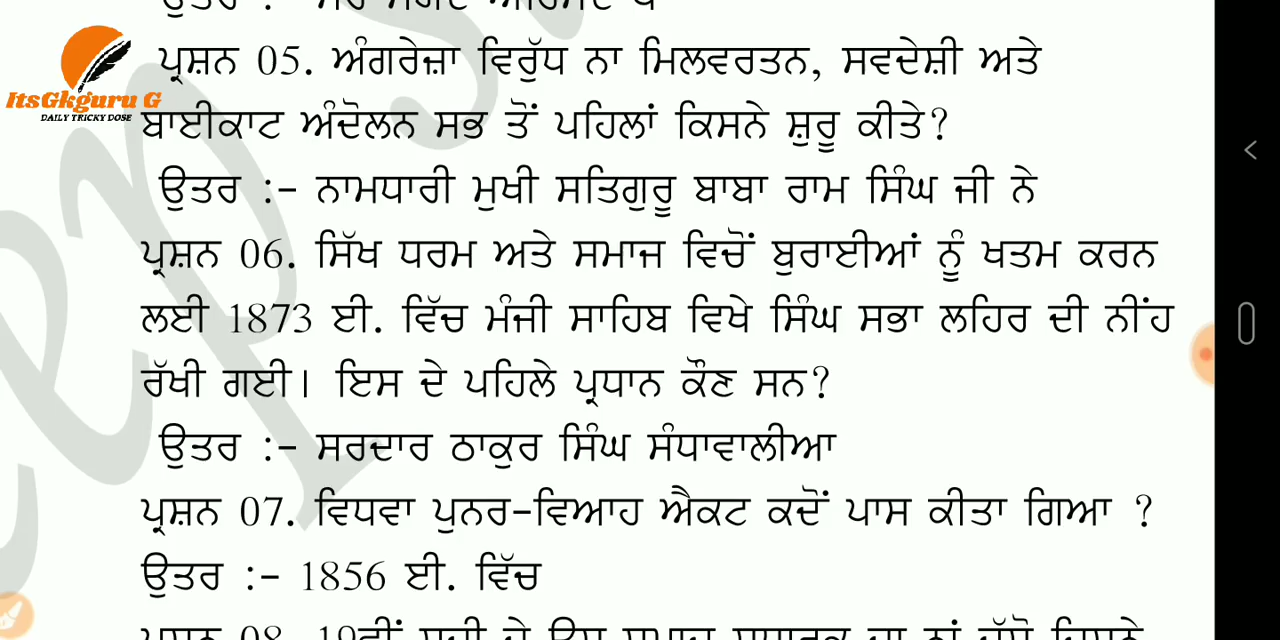 ItsGkguru G
DAILY TRICKY DOSE
ਪ੍ਰਸ਼ਨ 05. ਅੰਗਰੇਜ਼ਾ ਵਿਰੁੱਧ ਨਾ ਮਿਲਵਰਤਨ, ਸਵਦੇਸ਼ੀ ਅਤੇ
ਬਾਈਕਾਟ ਅੰਦੋਲਨ ਸਭ ਤੋਂ ਪਹਿਲਾਂ ਕਿਸਨੇ ਸ਼ੁਰੂ ਕੀਤੇ?
ਉਤਰ :- ਨਾਮਧਾਰੀ ਮੁਖੀ ਸਤਿਗੁਰੂ ਬਾਬਾ ਰਾਮ ਸਿੰਘ ਜੀ ਨੇ
ਪ੍ਰਸ਼ਨ 06. ਸਿੱਖ ਧਰਮ ਅਤੇ ਸਮਾਜ ਵਿਚੋਂ ਬੁਰਾਈਆਂ ਨੂੰ ਖਤਮ ਕਰਨ
ਲਈ 1873 ਈ. ਵਿੱਚ ਮੰਜੀ ਸਾਹਿਬ ਵਿਖੇ ਸਿੰਘ ਸਭਾ ਲਹਿਰ ਦੀ ਨੀਂਹ
ਰੱਖੀ ਗਈ। ਇਸ ਦੇ ਪਹਿਲੇ ਪ੍ਰਧਾਨ ਕੌਣ ਸਨ?
ਉਤਰ :- ਸਰਦਾਰ ਠਾਕੁਰ ਸਿੰਘ ਸੰਧਾਵਾਲੀਆ
ਪ੍ਰਸ਼ਨ 07. ਵਿਧਵਾ ਪੁਨਰ-ਵਿਆਹ ਐਕਟ ਕਦੋਂ ਪਾਸ ਕੀਤਾ ਗਿਆ ?
ਉਤਰ :- 1856 ਈ. ਵਿੱਚ